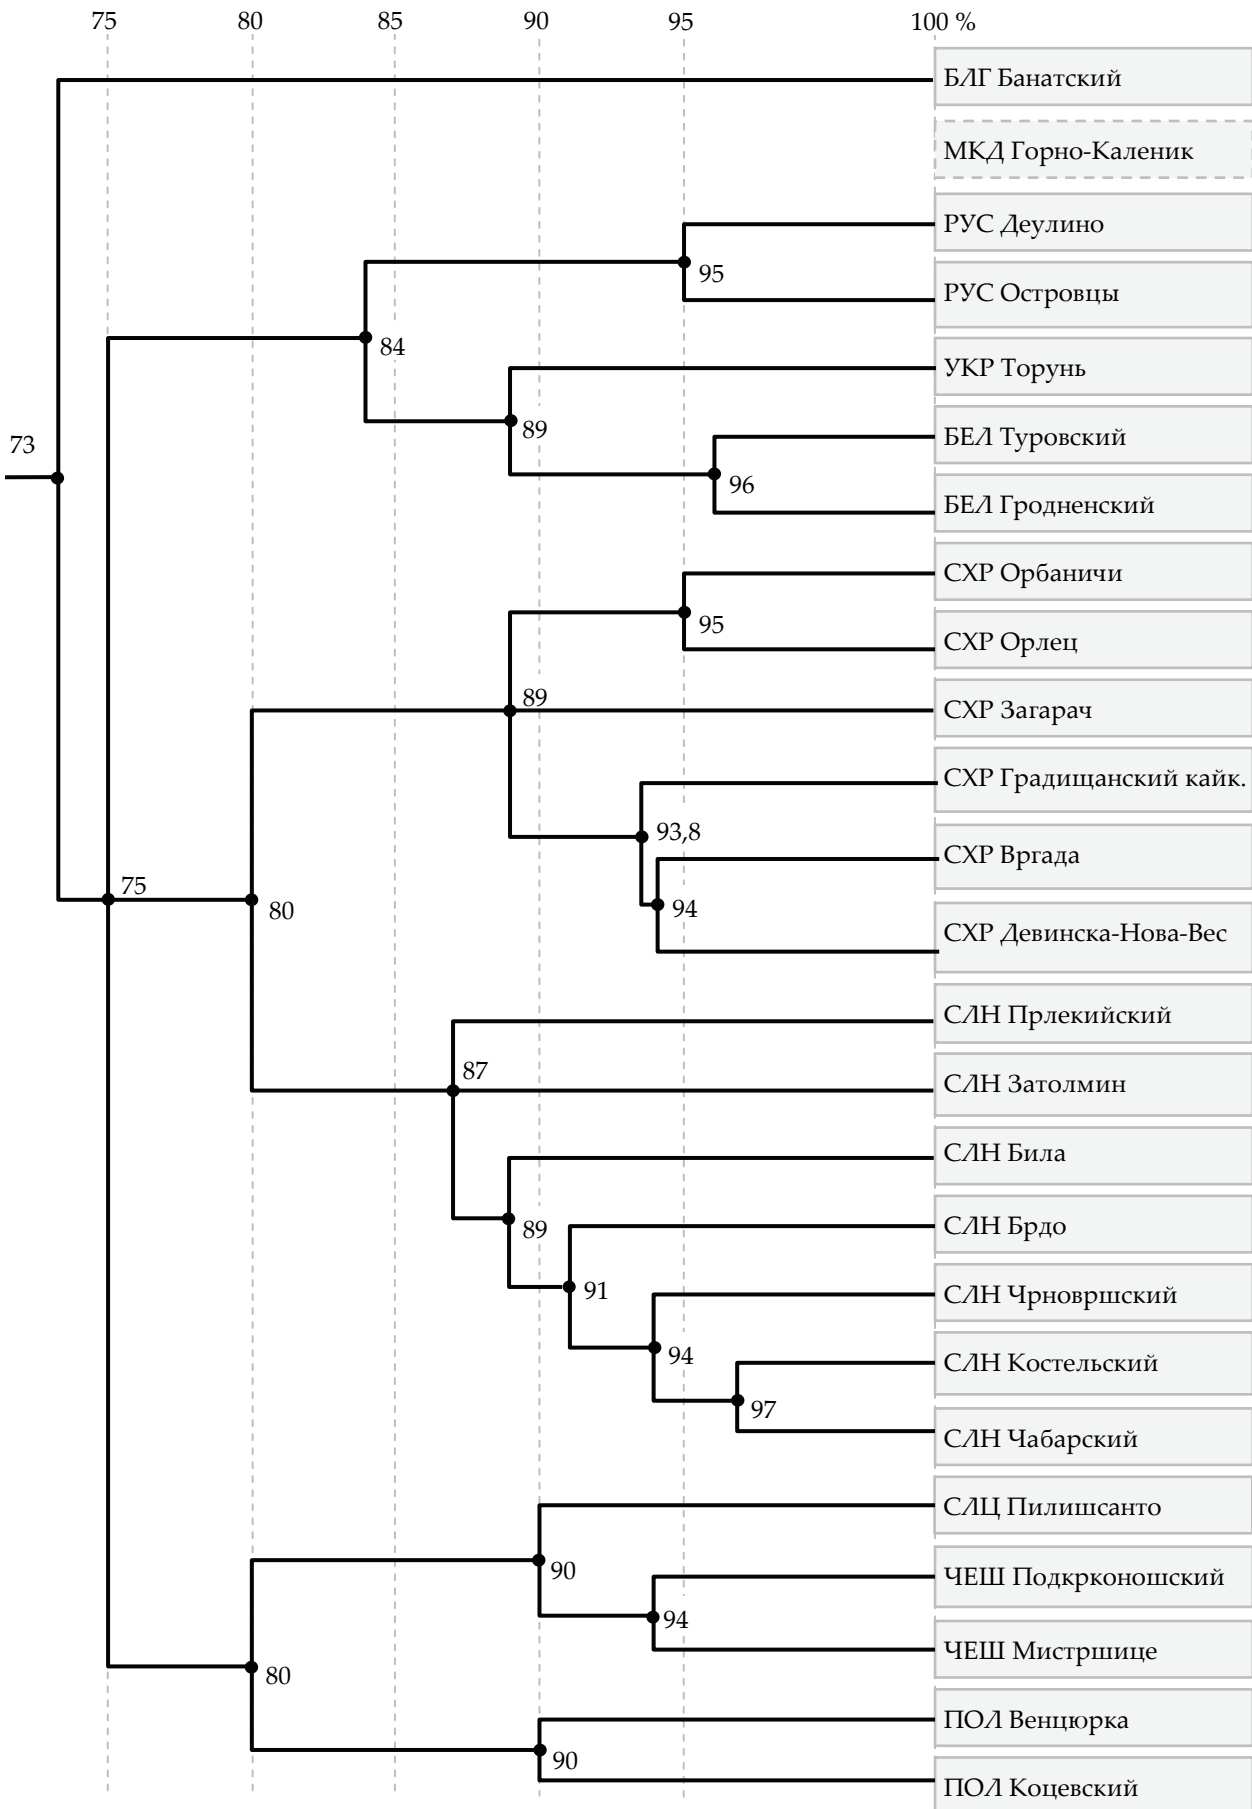 75 80 85 90 95 100 %
БЛГ Банатский
МКД Горно-Каленик
РУС Деулино
95
РУС Островцы
84
УКР Торунь
89
73
БЕЛ Туровский
96
БЕЛ Гродненский
СХР Орбаничи
95
СХР Орлец
89
СХР Загарач
СХР Градищанский кайк.
93,8
СХР Вргада
75
80
94
СХР Девинска-Нова-Вес
СЛН Прлекийский
87
СЛН Затолмин
СЛН Била
89
СЛН Брдо
91
СЛН Чрновршский
94
СЛН Костельский
97
СЛН Чабарский
СЛЦ Пилишсанто
90
ЧЕШ Подкрконошский
94
ЧЕШ Мистршице
80
ПОЛ Венцюрка
90
ПОЛ Коцевский